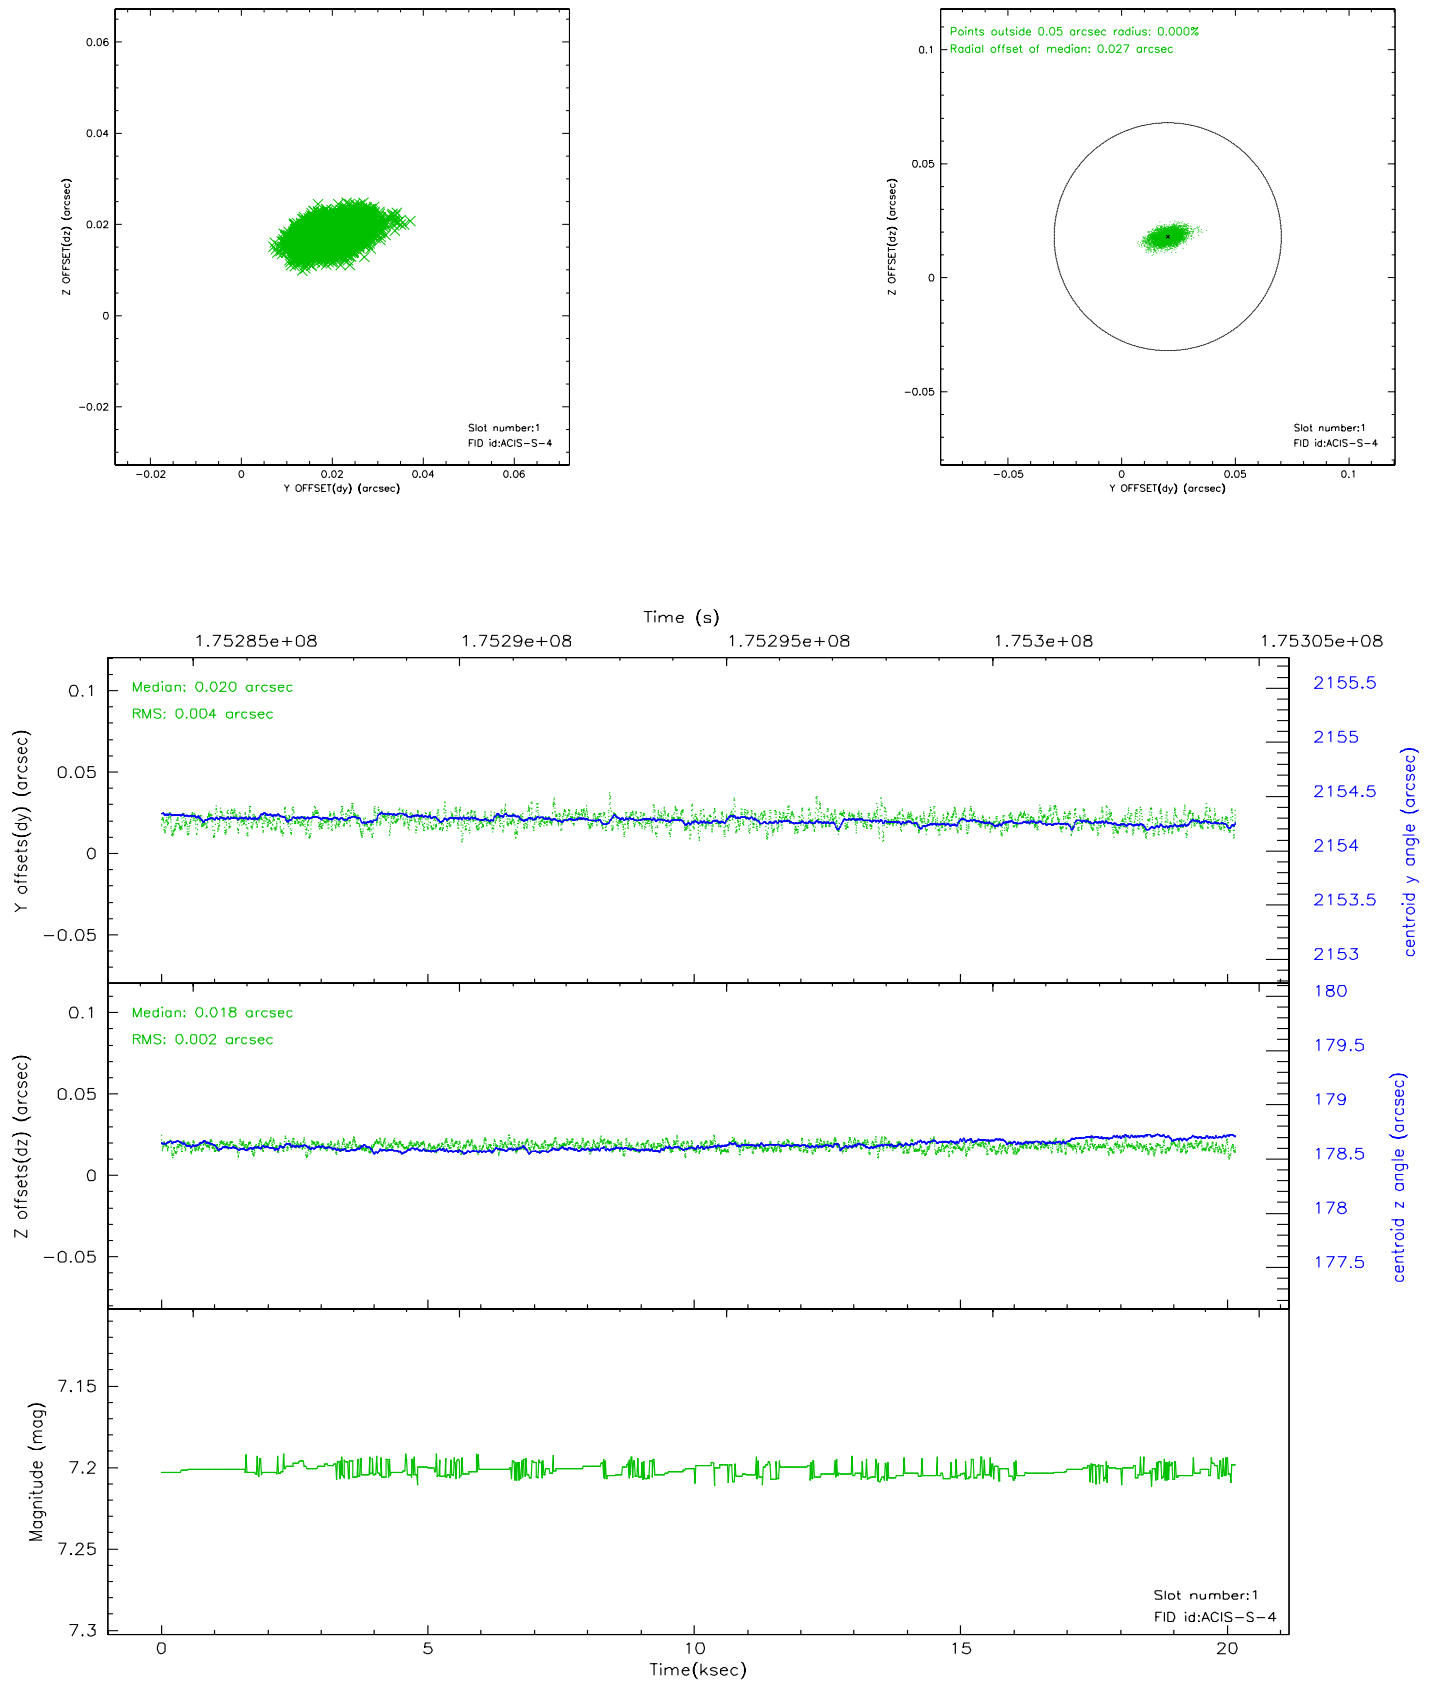 0.06
0.04
0.02
0
-0.02
Z OFFSET(dz) (arcsec)
Slot number:1
FID id:ACIS-S-4
-0.02 0 0.02 0.04 0.06
Y OFFSET(dy) (arcsec)
Points outside 0.05 arcsec radius: 0.000%
Radial offset of median: 0.027 arcsec
0.1
0.05
0
-0.05
Z OFFSET(dz) (arcsec)
Slot number:1
FID id:ACIS-S-4
-0.05 0 0.05 0.1
Y OFFSET(dy) (arcsec)
Time (s)
1.75285e+08 1.7529e+08 1.75295e+08 1.753e+08 1.75305e+08
Median: 0.020 arcsec
RMS: 0.004 arcsec
0.1
0.05
0
-0.05
Y offsets(dy) (arcsec)
2155.5
2155
2154.5
2154
2153.5
2153
centroid y angle (arcsec)
Median: 0.018 arcsec
RMS: 0.002 arcsec
0.1
0.05
0
-0.05
Z offsets(dz) (arcsec)
180
179.5
179
178.5
178
177.5
centroid z angle (arcsec)
7.15
7.2
7.25
7.3
Magnitude (mag)
Slot number:1
FID id:ACIS-S-4
0 5 10 15 20
Time(ksec)